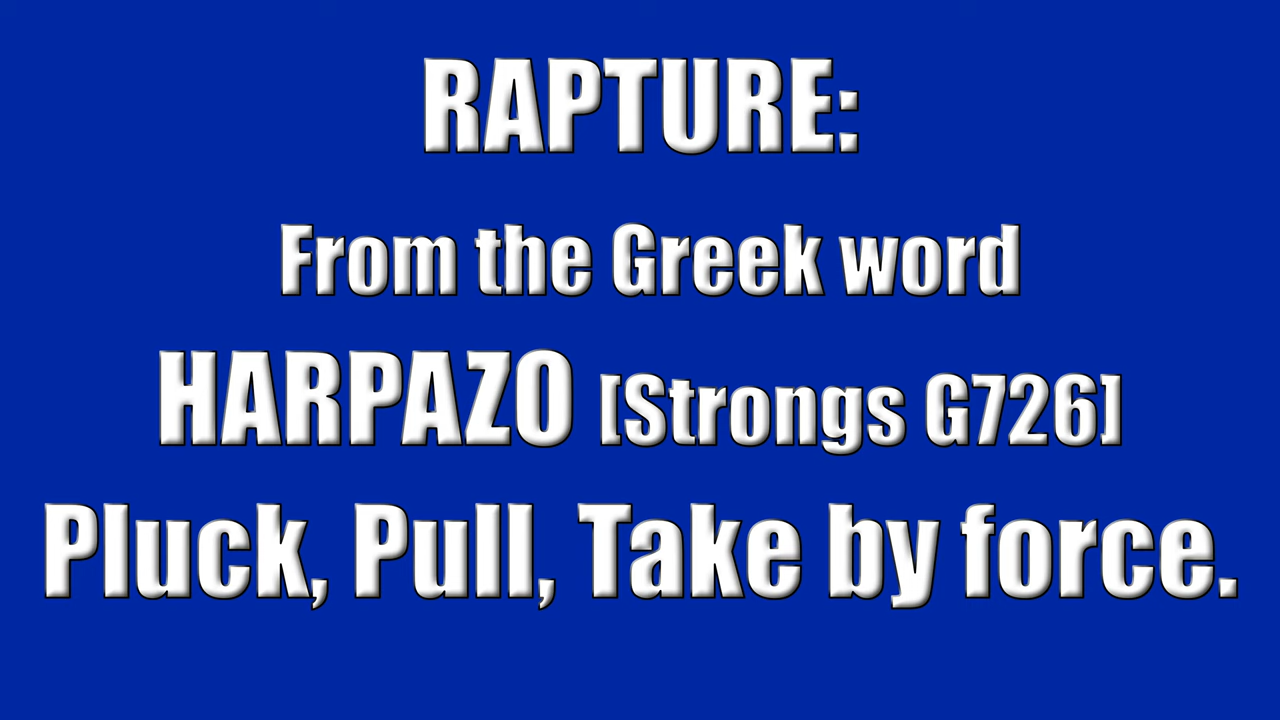 RAPTURE:
From the Greek word
HARPAZO [Strongs G726]
Pluck, Pull, Take by force.